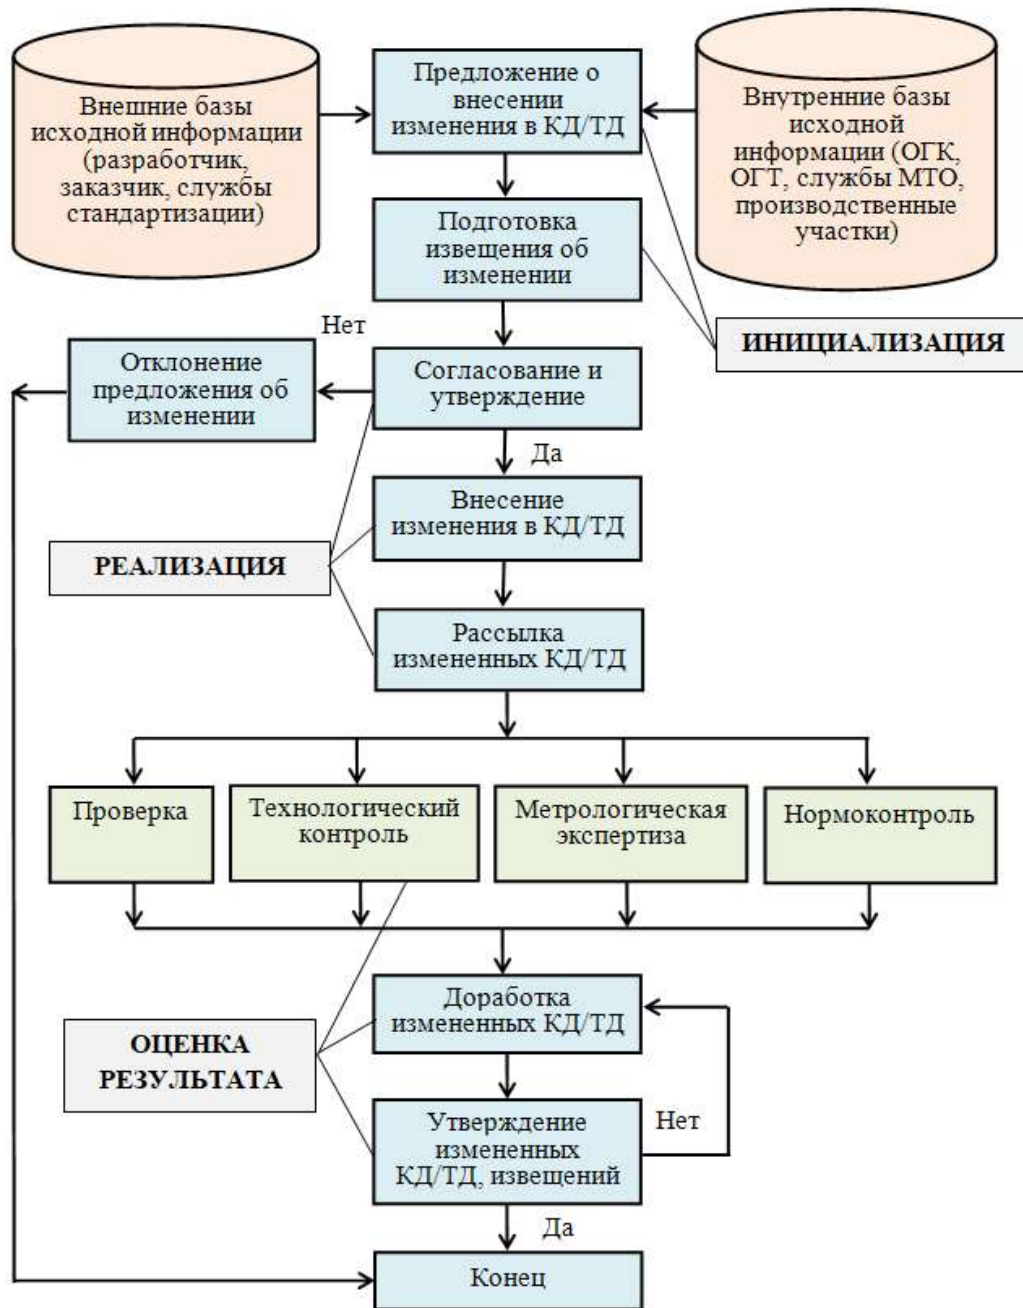 Внешние базы
исходной информации
(разработчик,
заказчик, службы
стандартизации)
Предложение о
внесении
изменения в КД/ТД
Внутренние базы
исходной
информации (ОГК,
ОГТ, службы МТО,
производственные
участки)
Подготовка
извещения об
изменении
ИНИЦИАЛИЗАЦИЯ
Нет
Отклонение
предложения об
изменении
Согласование и
утверждение
Да
Внесение
изменения в КД/ТД
РЕАЛИЗАЦИЯ
Рассылка
измененных КД/ТД
Проверка
Технологический
контроль
Метрологическая
экспертиза
Нормоконтроль
Доработка
измененных КД/ТД
ОЦЕНКА
РЕЗУЛЬТАТА
Утверждение
измененных
КД/ТД, извещений
Нет
Да
Конец